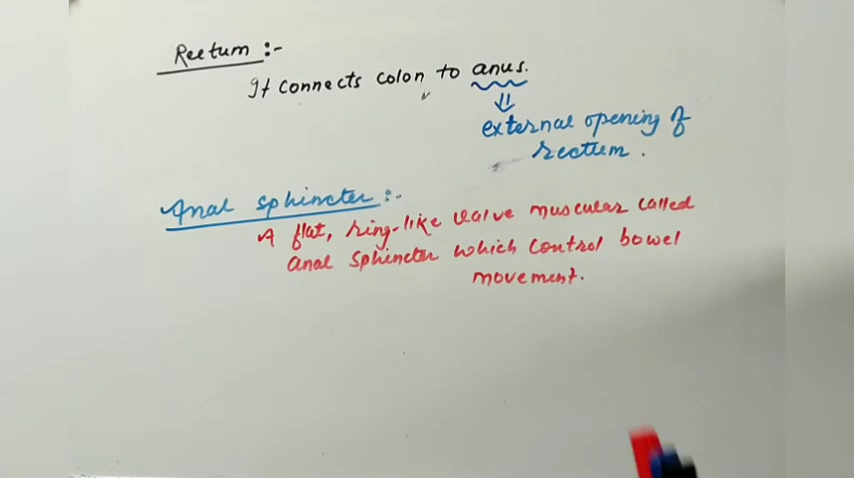 Rectum :-
It connects colon to anus.
external opening of
rectum.
Anal sphincter :-
A flat, ring-like valve muscular called
anal sphincter which control bowel
movement.